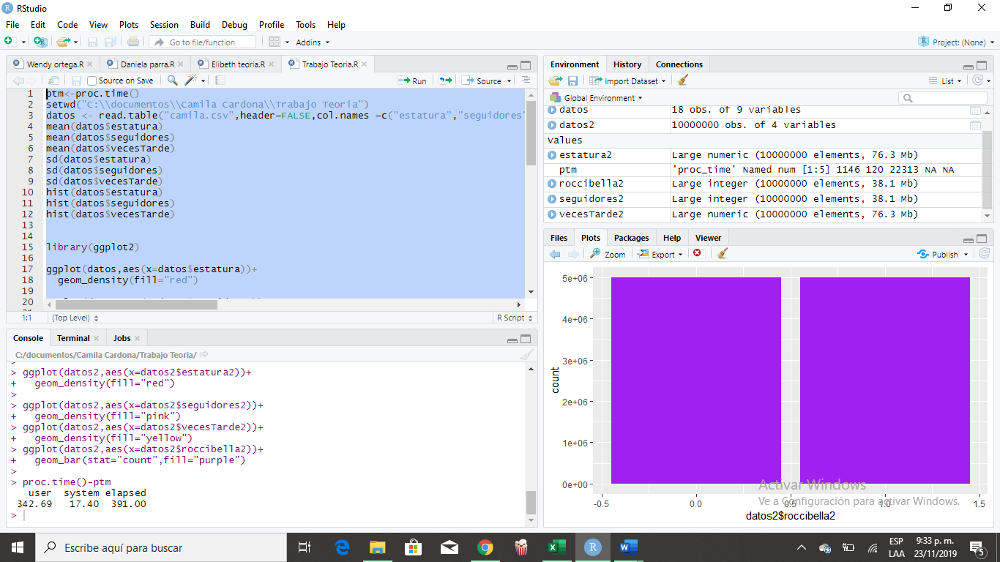 RStudio
File Edit Code View Plots Session Build Debug Profile Tools Help
Go to file/function Addins Project: (None)
Wendy ortega.R Daniela parra.R Elibeth teoria.R Trabajo Teoria.R
Source on Save Run Source
1 ptm<-proc.time()
2 setwd("C:\\documentos\\Camila Cardona\\Trabajo Teoria")
3 datos <- read.table("camila.csv",header=FALSE,col.names =c("estatura","seguidores"
4 mean(datos$estatura)
5 mean(datos$seguidores)
6 mean(datos$vecesTarde)
7 sd(datos$estatura)
8 sd(datos$seguidores)
9 sd(datos$vecesTarde)
10 hist(datos$estatura)
11 hist(datos$seguidores)
12 hist(datos$vecesTarde)
13
14
15 library(ggplot2)
16
17 ggplot(datos,aes(x=datos$estatura))+
18 geom_density(fill="red")
19
20
1:1 (Top Level) R Script
Console Terminal Jobs
C:/documentos/Camila Cardona/Trabajo Teoria/
>
> ggplot(datos2,aes(x=datos2$estatura2))+
+ geom_density(fill="red")
>
> ggplot(datos2,aes(x=datos2$seguidores2))+
+ geom_density(fill="pink")
> ggplot(datos2,aes(x=datos2$vecesTarde2))+
+ geom_density(fill="yellow")
> ggplot(datos2,aes(x=datos2$roccibella2))+
+ geom_bar(stat="count",fill="purple")
>
> proc.time()-ptm
user system elapsed
342.69 17.40 391.00
>
Environment History Connections
Import Dataset List
Global Environment
datos 18 obs. of 9 variables
datos2 10000000 obs. of 4 variables
Values
estatura2 Large numeric (10000000 elements, 76.3 Mb)
ptm 'proc_time' Named num [1:5] 1146 120 22313 NA NA
roccibella2 Large integer (10000000 elements, 38.1 Mb)
seguidores2 Large integer (10000000 elements, 38.1 Mb)
vecesTarde2 Large numeric (10000000 elements, 76.3 Mb)
Files Plots Packages Help Viewer
Zoom Export Publish
5e+06
4e+06
3e+06
2e+06
1e+06
0e+00
count
-0.5 0.0 0.5 1.0 1.5
datos2$roccibella2
Activar Windows
Ve a Configuración para activar Windows.
Escribe aquí para buscar
ESP 9:33 p. m.
LAA 23/11/2019
5